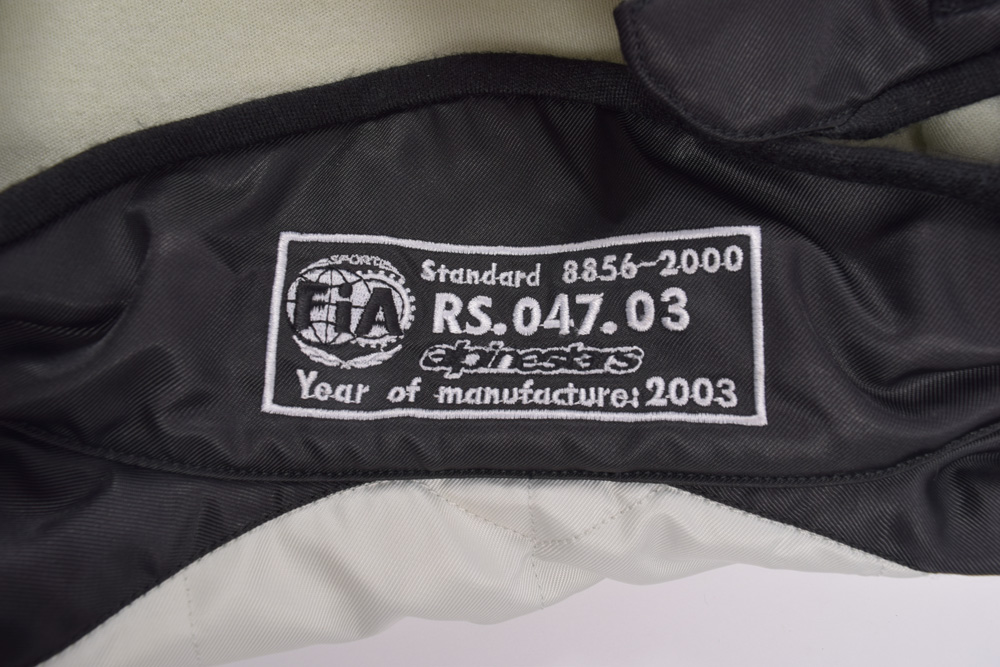 SPORT
FiA
Standard 8856-2000
RS.047.03
alpinestars
Year of manufacture: 2003